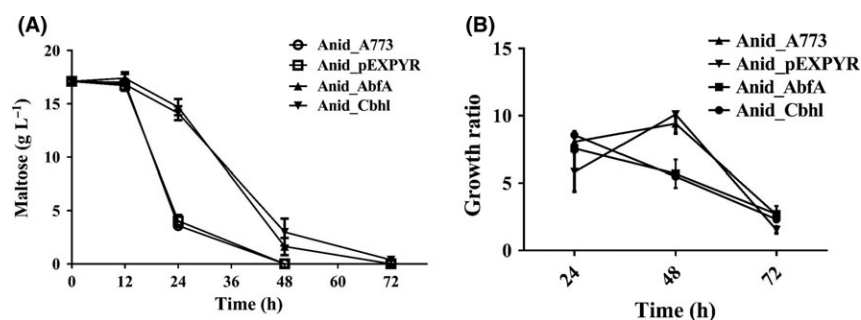 (A)
Anid_A773
Anid_pEXPYR
Anid_AbfA
Anid_CbhI
Maltose (g L⁻¹)
20
15
10
5
0
0 12 24 36 48 60 72
Time (h)
(B)
Anid_A773
Anid_pEXPYR
Anid_AbfA
Anid_CbhI
Growth ratio
15
10
5
0
24 48 72
Time (h)